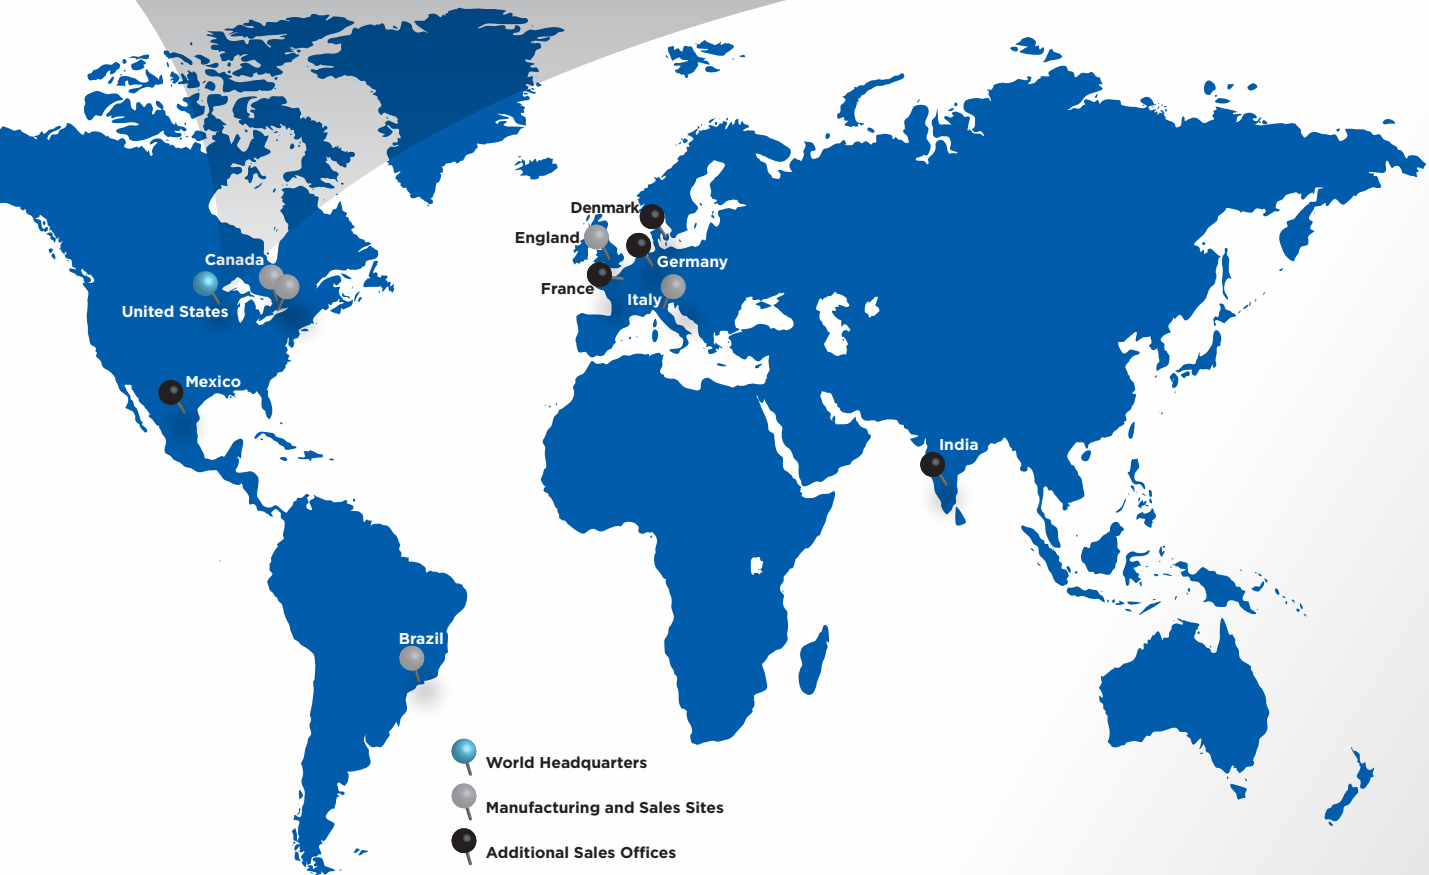 Denmark
England
Germany
Canada
France
Italy
United States
Mexico
India
Brazil
World Headquarters
Manufacturing and Sales Sites
Additional Sales Offices